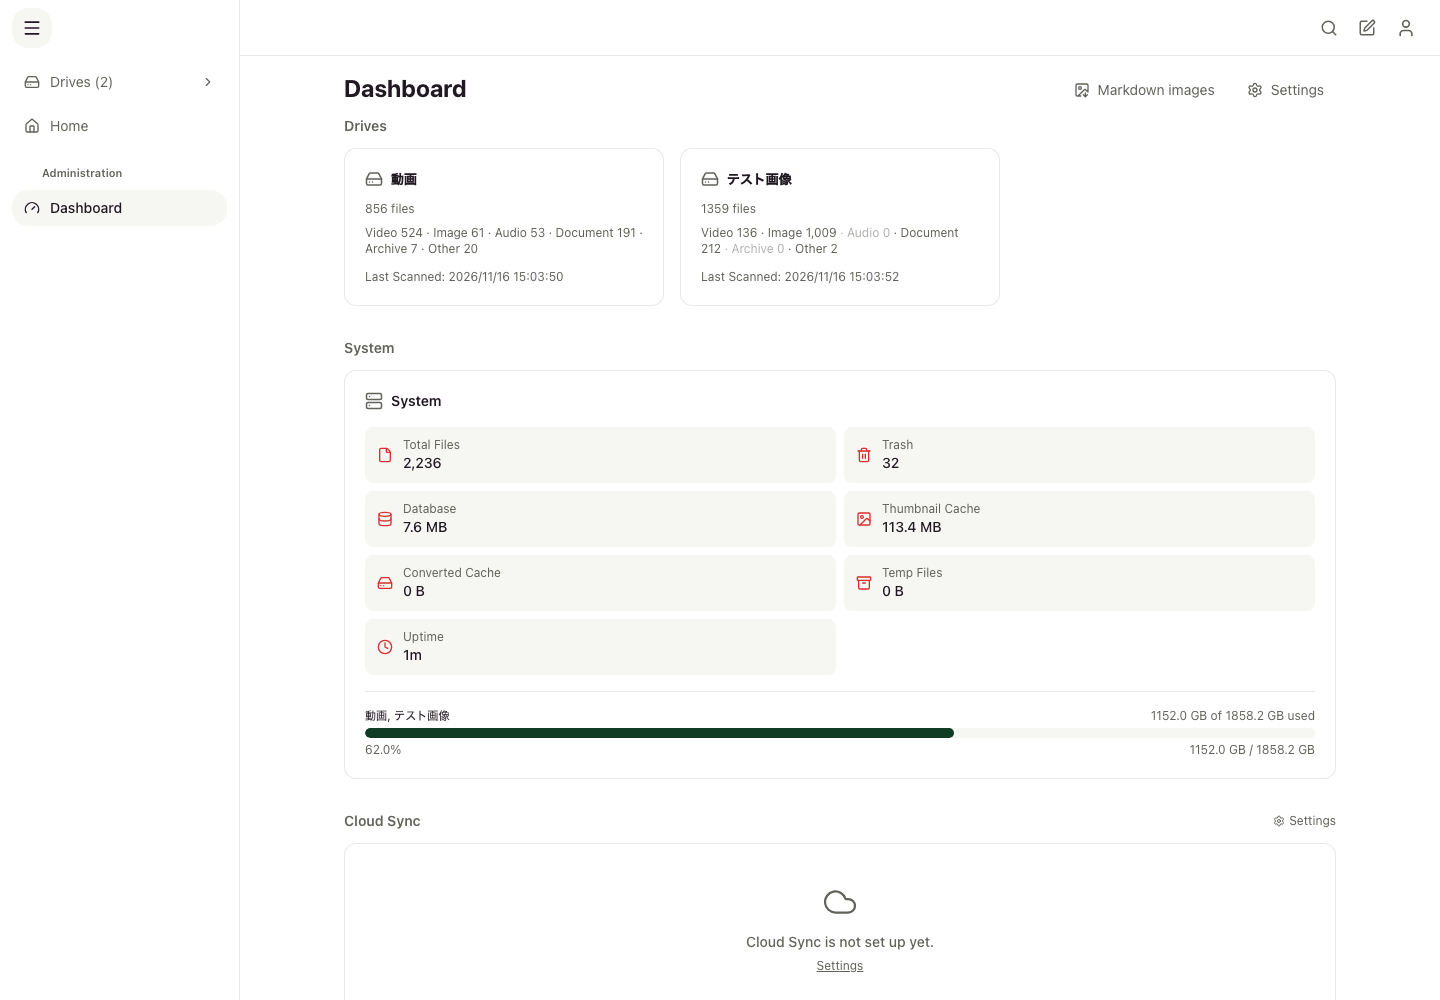 Drives (2)
Home
Administration
Dashboard
Dashboard
Markdown images
Settings
Drives
動画
856 files
Video 524 · Image 61 · Audio 53 · Document 191 ·
Archive 7 · Other 20
Last Scanned: 2026/11/16 15:03:50
テスト画像
1359 files
Video 136 · Image 1,009 · Audio 0 · Document
212 · Archive 0 · Other 2
Last Scanned: 2026/11/16 15:03:52
System
System
Total Files
2,236
Trash
32
Database
7.6 MB
Thumbnail Cache
113.4 MB
Converted Cache
0 B
Temp Files
0 B
Uptime
1m
動画, テスト画像
1152.0 GB of 1858.2 GB used
62.0%
1152.0 GB / 1858.2 GB
Cloud Sync
Settings
Cloud Sync is not set up yet.
Settings